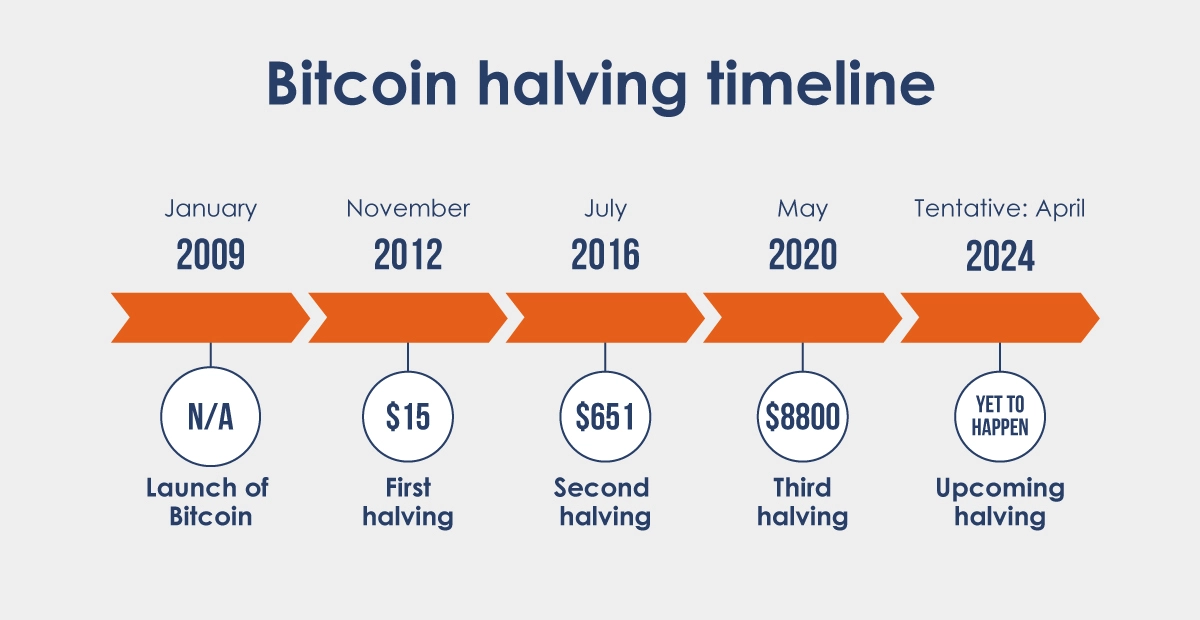 Bitcoin halving timeline
January
2009
November
2012
July
2016
May
2020
Tentative: April
2024
N/A
Launch of
Bitcoin
$15
First
halving
$651
Second
halving
$8800
Third
halving
YET TO
HAPPEN
Upcoming
halving